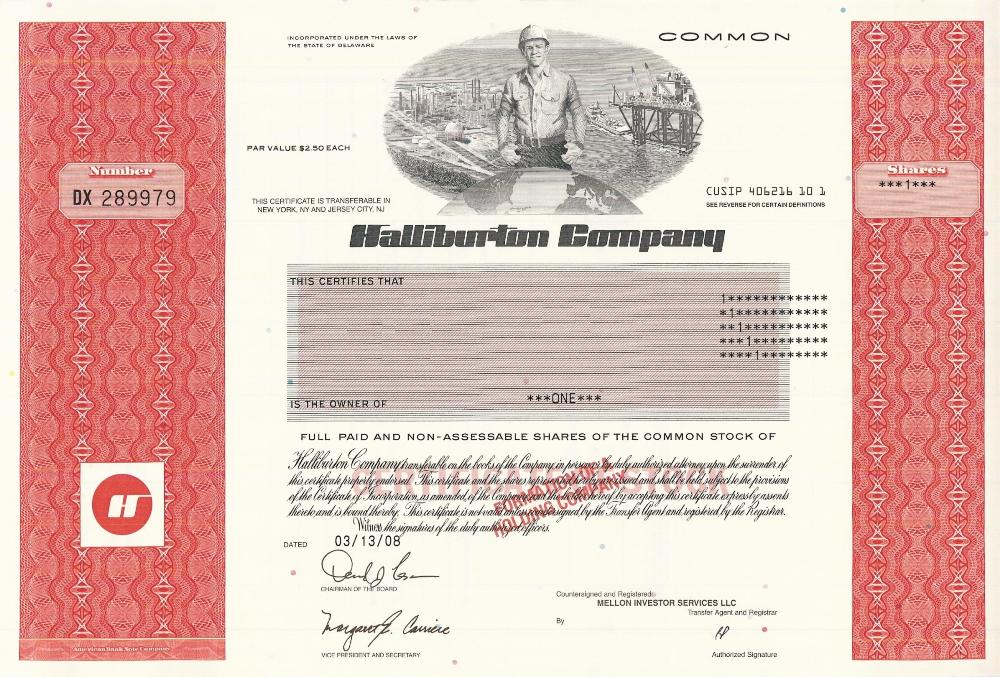 INCORPORATED UNDER THE LAWS OF
THE STATE OF DELAWARE
COMMON
PAR VALUE $2.50 EACH
Number
DX 289979
Shares
***1***
THIS CERTIFICATE IS TRANSFERABLE IN
NEW YORK, NY AND JERSEY CITY, NJ
CUSIP 406216 10 1
SEE REVERSE FOR CERTAIN DEFINITIONS
Halliburton Company
THIS CERTIFIES THAT
1************
*1***********
**1**********
***1*********
****1********
IS THE OWNER OF
***ONE***
FULL PAID AND NON-ASSESSABLE SHARES OF THE COMMON STOCK OF
Halliburton Company transferable on the books of the Company in person or by duly authorized attorney upon the surrender of
this certificate properly endorsed. This certificate and the shares represented hereby are issued and shall be held subject to the provisions
of the Certificate of Incorporation, as amended, of the Company and the hereof by accepting this certificate expressly assents
thereto and is bound thereby. This certificate is not valid unless countersigned by the Transfer Agent and registered by the Registrar.
Witness the signatures of the duly authorized officers.
HOLDING COMPANY
H
DATED 03/13/08
CHAIRMAN OF THE BOARD
Countersigned and Registered:
MELLON INVESTOR SERVICES LLC
Transfer Agent and Registrar
By
Margaret E. Carriere
VICE PRESIDENT AND SECRETARY
Authorized Signature
American Bank Note Company